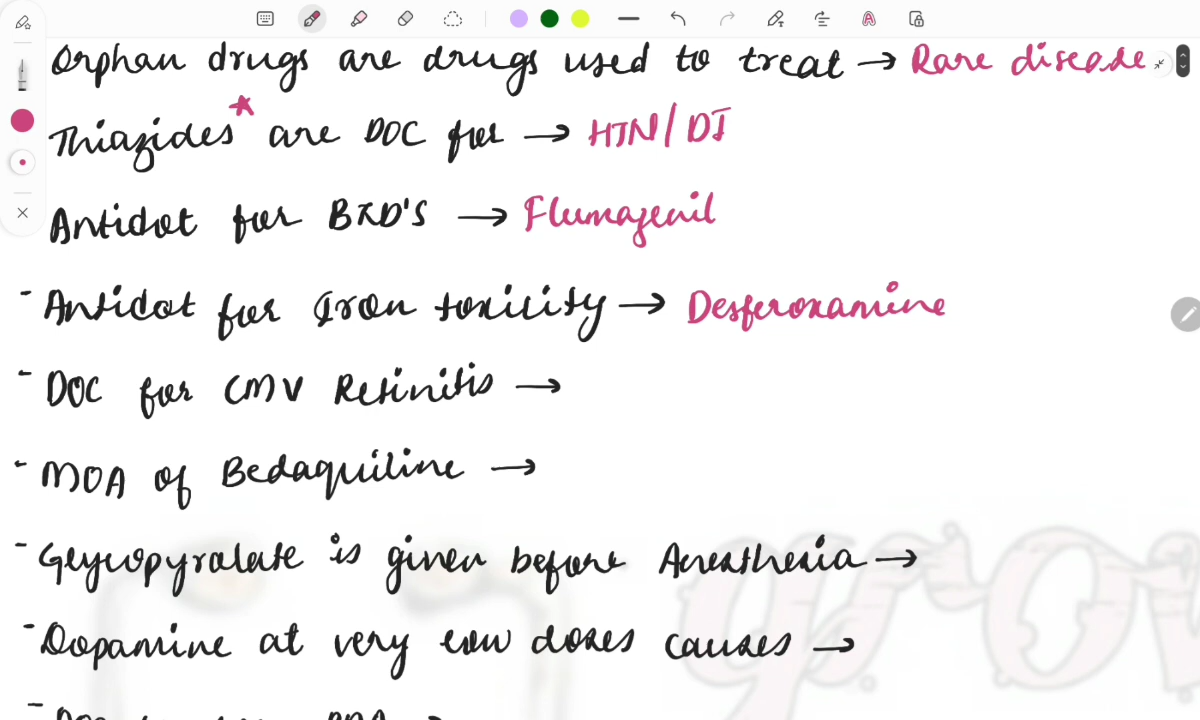 Orphan drugs are drugs used to treat → Rare disease
Thiazides* are DOC for → HTN/DI
Antidot for BZD's → Flumazenil
- Antidot for Iron toxicity → Desferoxamine
- DOC for CMV Retinitis →
- MOA of Bedaquiline →
- Glycopyralate is given before Anesthesia →
- Dopamine at very low doses causes →
grow